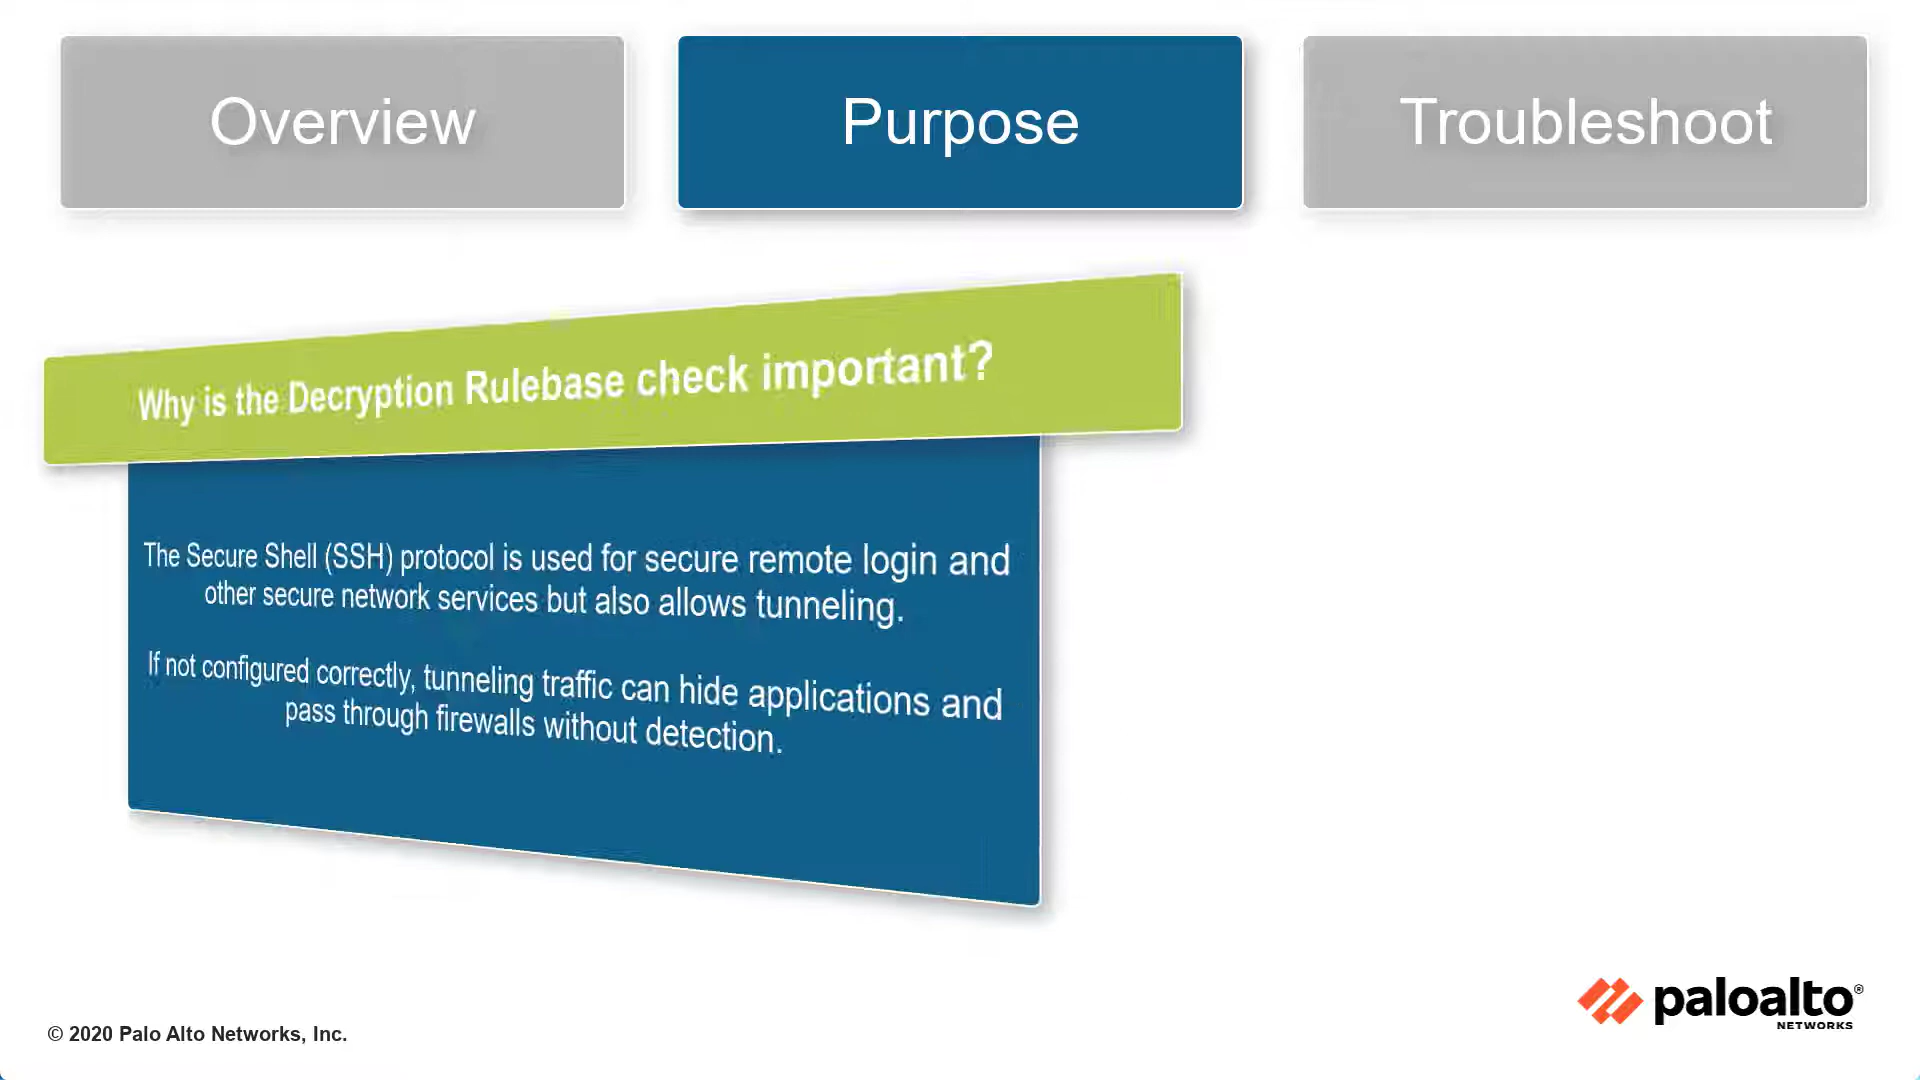 Overview
Purpose
Troubleshoot
Why is the Decryption Rulebase check important?
The Secure Shell (SSH) protocol is used for secure remote login and
other secure network services but also allows tunneling.
If not configured correctly, tunneling traffic can hide applications and
pass through firewalls without detection.
© 2020 Palo Alto Networks, Inc.
paloalto®
NETWORKS